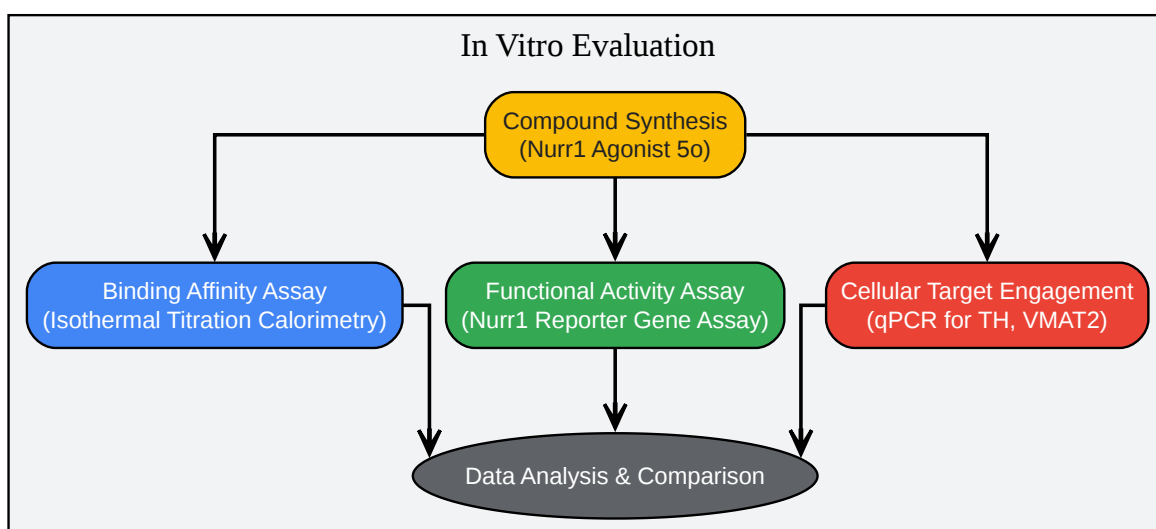 In Vitro Evaluation
Compound Synthesis
(Nurr1 Agonist 5o)
Binding Affinity Assay
(Isothermal Titration Calorimetry)
Functional Activity Assay
(Nurr1 Reporter Gene Assay)
Cellular Target Engagement
(qPCR for TH, VMAT2)
Data Analysis & Comparison